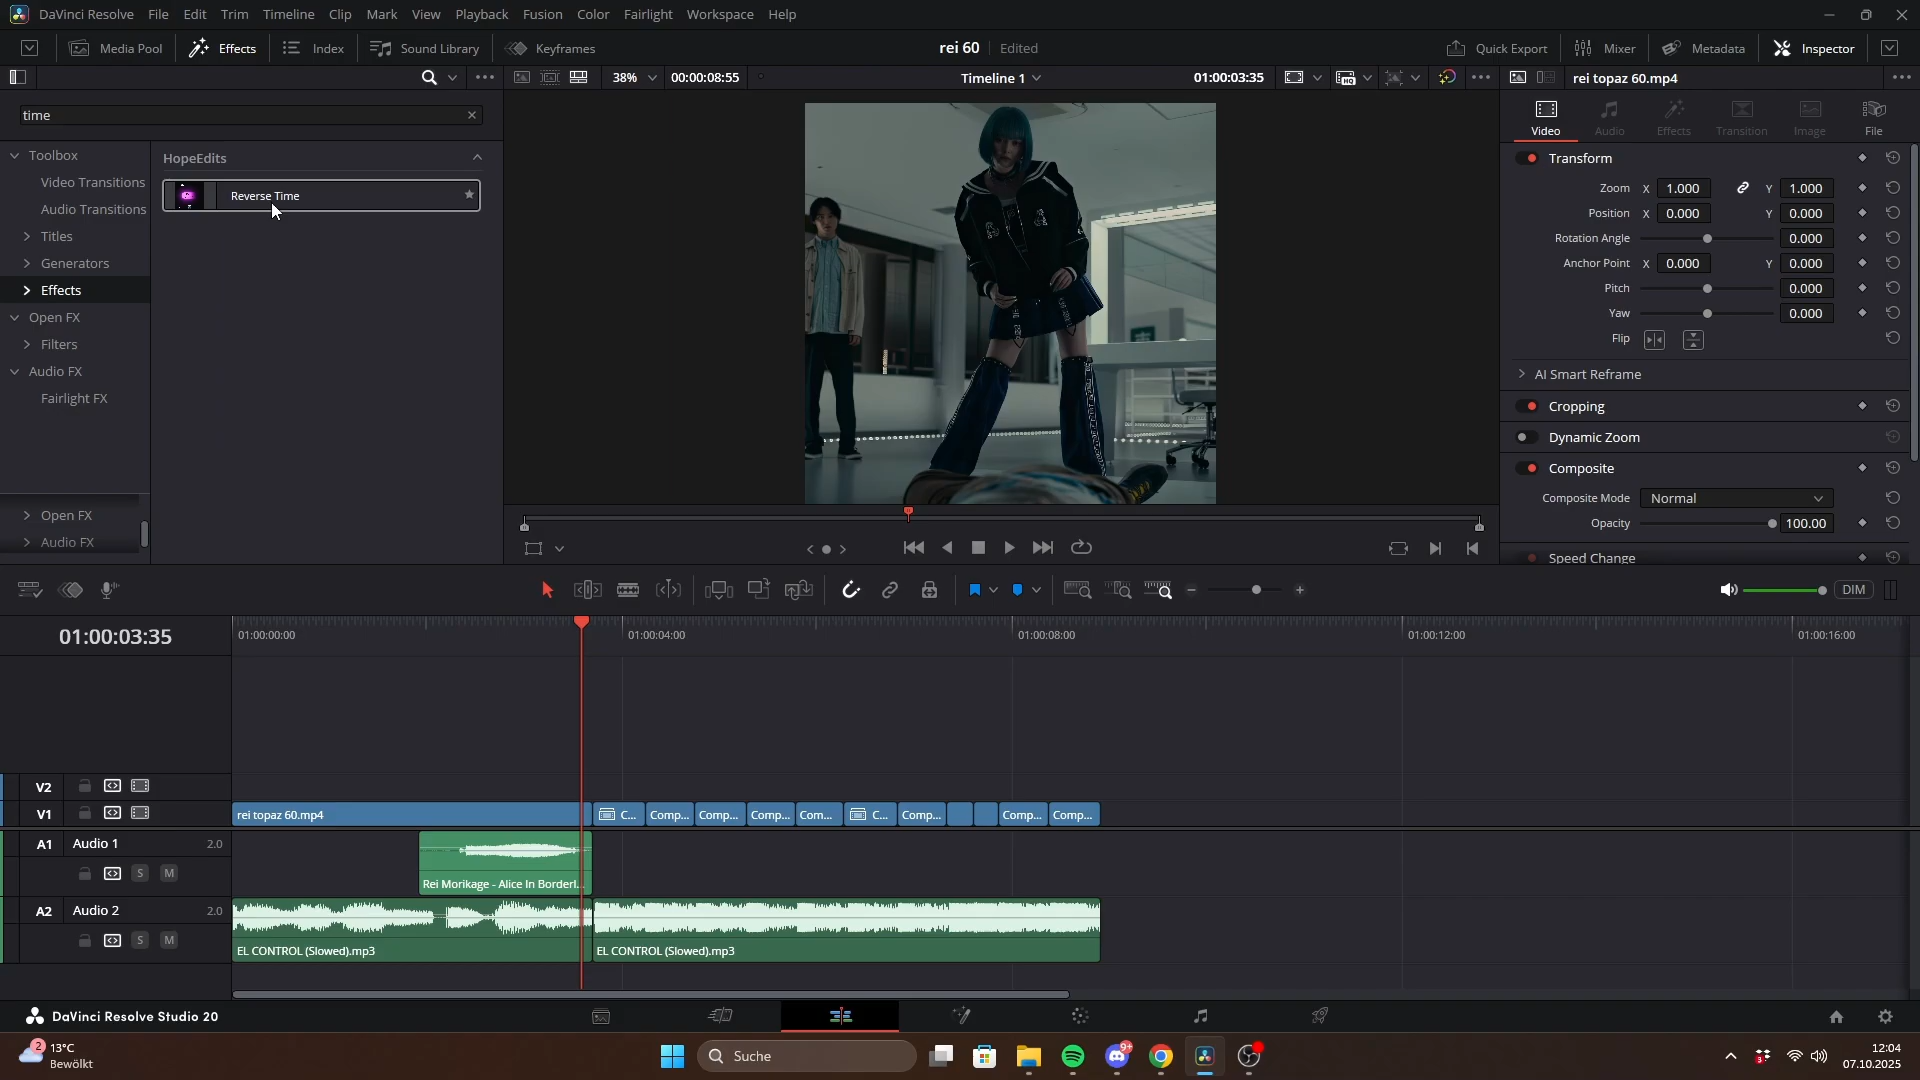 DaVinci Resolve File Edit Trim Timeline Clip Mark View Playback Fusion Color Fairlight Workspace Help
Media Pool Effects Index Sound Library Keyframes rei 60 Edited Quick Export Mixer Metadata Inspector
38% 00:00:08:55 Timeline 1 01:00:03:35 rei topaz 60.mp4
time
Video Audio Effects Transition Image File
Toolbox
Video Transitions
Audio Transitions
Titles
Generators
Effects
Open FX
Filters
Audio FX
Fairlight FX
Open FX
Audio FX
HopeEdits
Reverse Time
Transform
Zoom X 1.000 Y 1.000
Position X 0.000 Y 0.000
Rotation Angle 0.000
Anchor Point X 0.000 Y 0.000
Pitch 0.000
Yaw 0.000
Flip
AI Smart Reframe
Cropping
Dynamic Zoom
Composite
Composite Mode Normal
Opacity 100.00
Speed Change
DIM
01:00:03:35 01:00:00:00 01:00:04:00 01:00:08:00 01:00:12:00 01:00:16:00
V2
V1 rei topaz 60.mp4 C... Comp... Comp... Comp... Com... C... Comp... Comp... Comp...
A1 Audio 1 2.0
S M
Rei Morikage - Alice In Borderl...
A2 Audio 2 2.0
S M
EL CONTROL (Slowed).mp3 EL CONTROL (Slowed).mp3
DaVinci Resolve Studio 20
2 13°C
Bewölkt
Suche
9+
3
12:04
07.10.2025